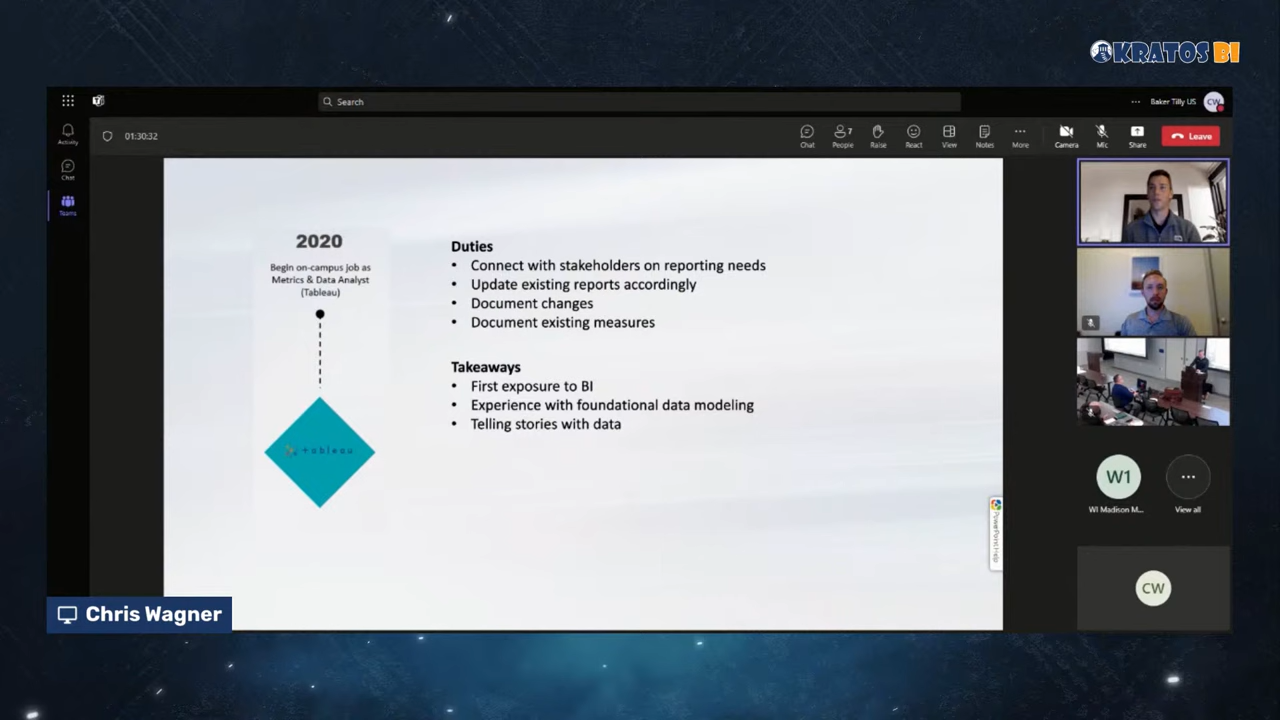 KRATOS BI
Search
Baker Tilly US
CW
Activity
Chat
Teams
01:30:32
Chat
People
7
Raise
React
View
Notes
More
Camera
Mic
Share
Leave
2020
Begin on-campus job as
Metrics & Data Analyst
(Tableau)
+ a b l e a u
Duties
• Connect with stakeholders on reporting needs
• Update existing reports accordingly
• Document changes
• Document existing measures
Takeaways
• First exposure to BI
• Experience with foundational data modeling
• Telling stories with data
PowerPoint Help
W1
WI Madison M...
View all
CW
Chris Wagner